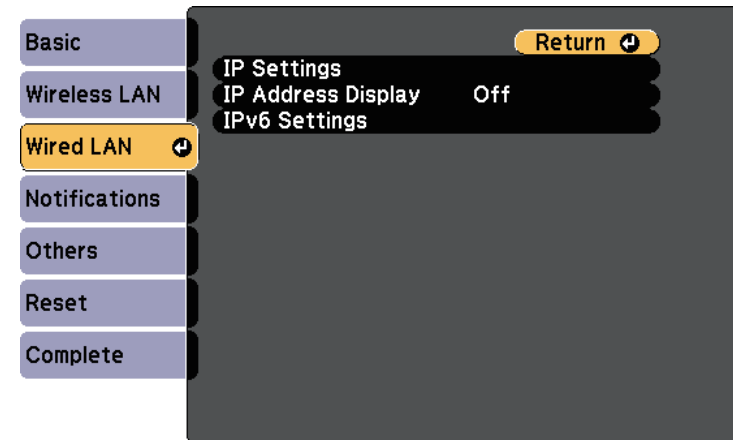 Basic
Wireless LAN
Wired LAN
Notifications
Others
Reset
Complete
Return
IP Settings
IP Address Display Off
IPv6 Settings